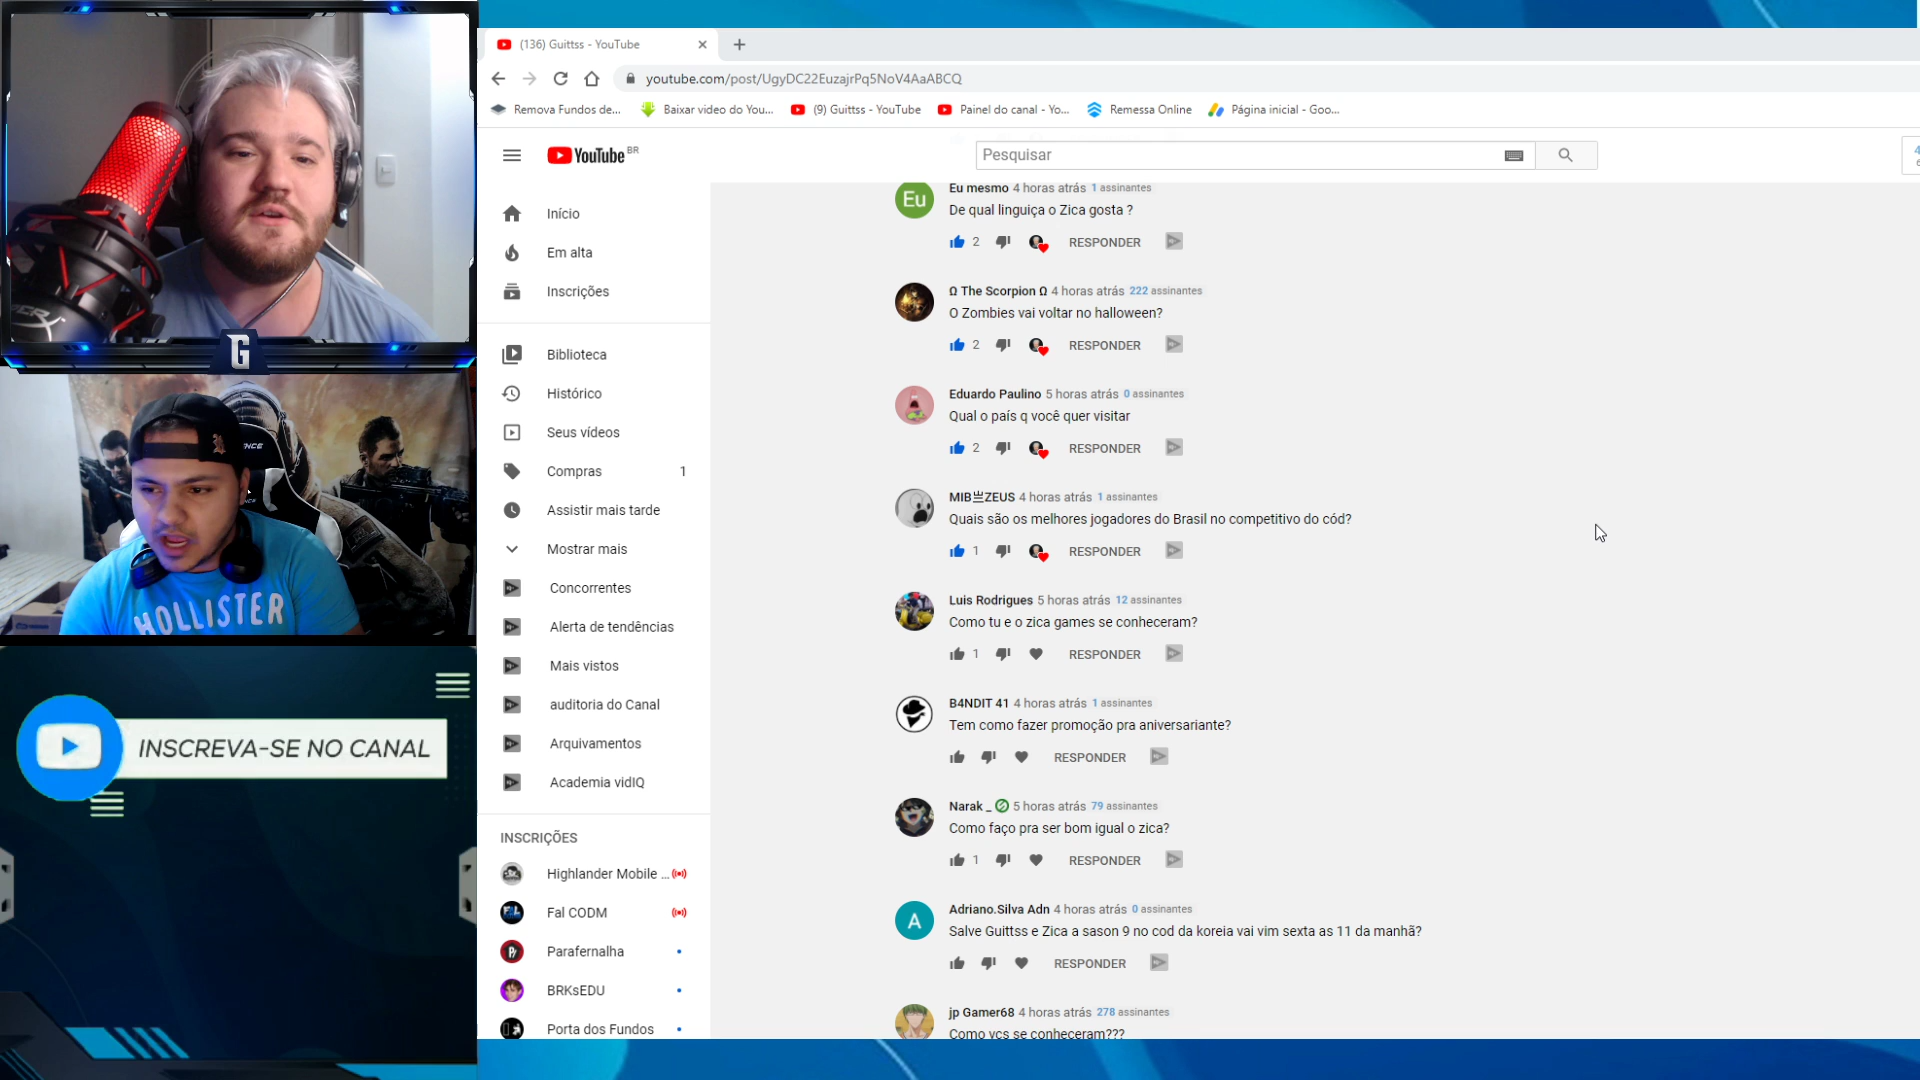 (136) Guittss - YouTube
youtube.com/post/UgyDC22EuzajrPq5NoV4AaABCQ
Remova Fundos de...
Baixar video do You...
(9) Guittss - YouTube
Painel do canal - Yo...
Remessa Online
Página inicial - Goo...
YouTube BR
Pesquisar
Início
Em alta
Inscrições
Biblioteca
Histórico
Seus vídeos
Compras 1
Assistir mais tarde
Mostrar mais
Concorrentes
Alerta de tendências
Mais vistos
auditoria do Canal
Arquivamentos
Academia vidIQ
INSCRIÇÕES
Highlander Mobile ...
Fal CODM
Parafernalha
BRKsEDU
Porta dos Fundos
Eu
Eu mesmo 4 horas atrás 1 assinantes
De qual linguiça o Zica gosta ?
2 RESPONDER
Ω The Scorpion Ω 4 horas atrás 222 assinantes
O Zombies vai voltar no halloween?
2 RESPONDER
Eduardo Paulino 5 horas atrás 0 assinantes
Qual o país q você quer visitar
2 RESPONDER
MIB亗ZEUS 4 horas atrás 1 assinantes
Quais são os melhores jogadores do Brasil no competitivo do cód?
1 RESPONDER
Luis Rodrigues 5 horas atrás 12 assinantes
Como tu e o zica games se conheceram?
1 RESPONDER
B4NDIT 41 4 horas atrás 1 assinantes
Tem como fazer promoção pra aniversariante?
RESPONDER
Narak _ 5 horas atrás 79 assinantes
Como faço pra ser bom igual o zica?
1 RESPONDER
A
Adriano.Silva Adn 4 horas atrás 0 assinantes
Salve Guittss e Zica a sason 9 no cod da koreia vai vim sexta as 11 da manhã?
RESPONDER
jp Gamer68 4 horas atrás 278 assinantes
Como vcs se conheceram???
G
HOLLISTER
INSCREVA-SE NO CANAL